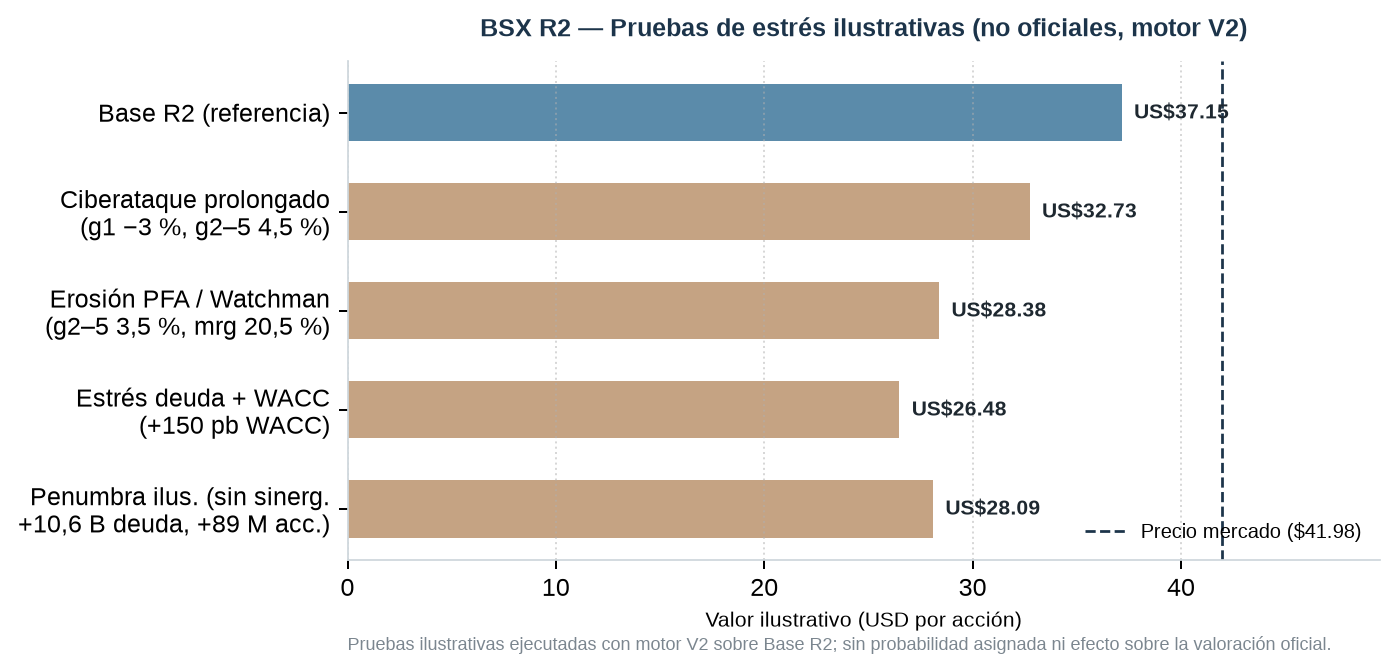 BSX R2 — Pruebas de estrés ilustrativas (no oficiales, motor V2)
Base R2 (referencia)
US$37.15
Ciberataque prolongado
(g1 −3 %, g2–5 4,5 %)
US$32.73
Erosión PFA / Watchman
(g2–5 3,5 %, mrg 20,5 %)
US$28.38
Estrés deuda + WACC
(+150 pb WACC)
US$26.48
Penumbra ilus. (sin sinerg.
+10,6 B deuda, +89 M acc.)
US$28.09
Precio mercado ($41.98)
0 10 20 30 40
Valor ilustrativo (USD por acción)
Pruebas ilustrativas ejecutadas con motor V2 sobre Base R2; sin probabilidad asignada ni efecto sobre la valoración oficial.